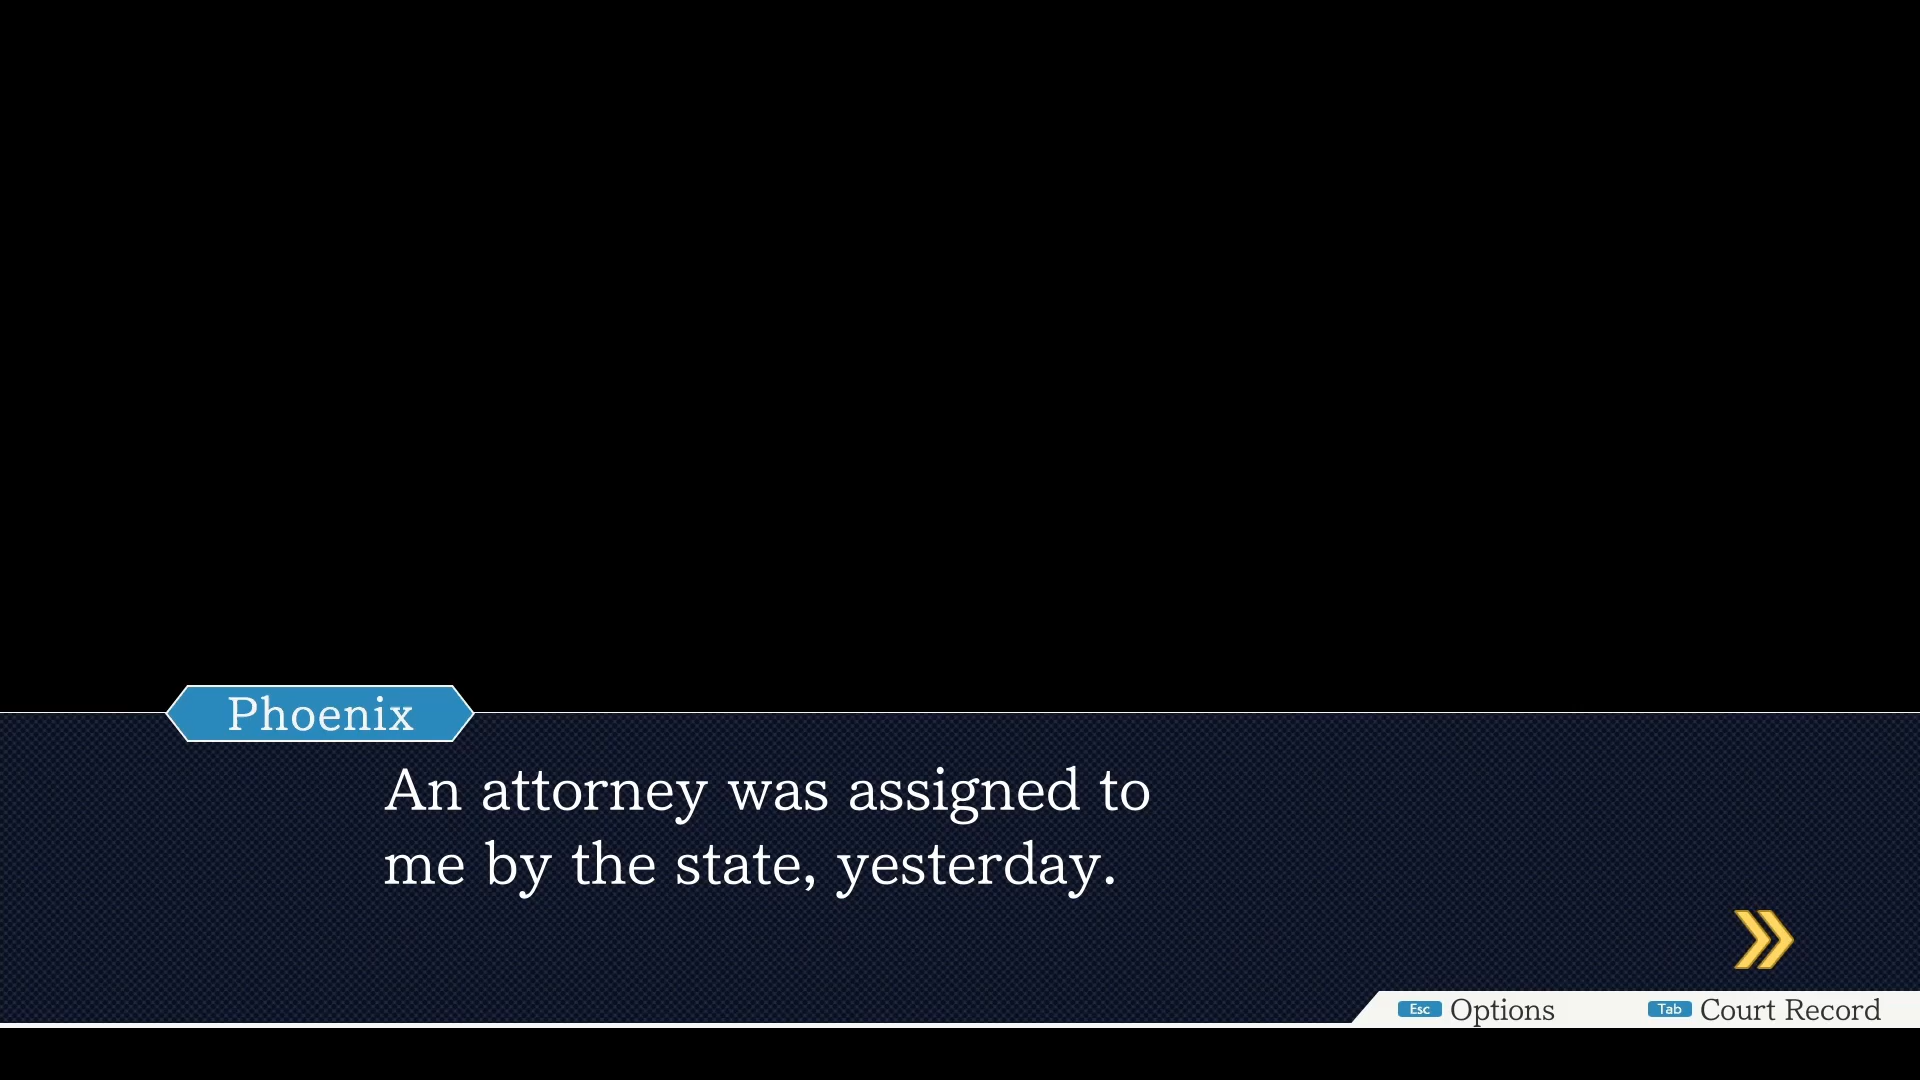 Phoenix
An attorney was assigned to
me by the state, yesterday.
Esc Options Tab Court Record